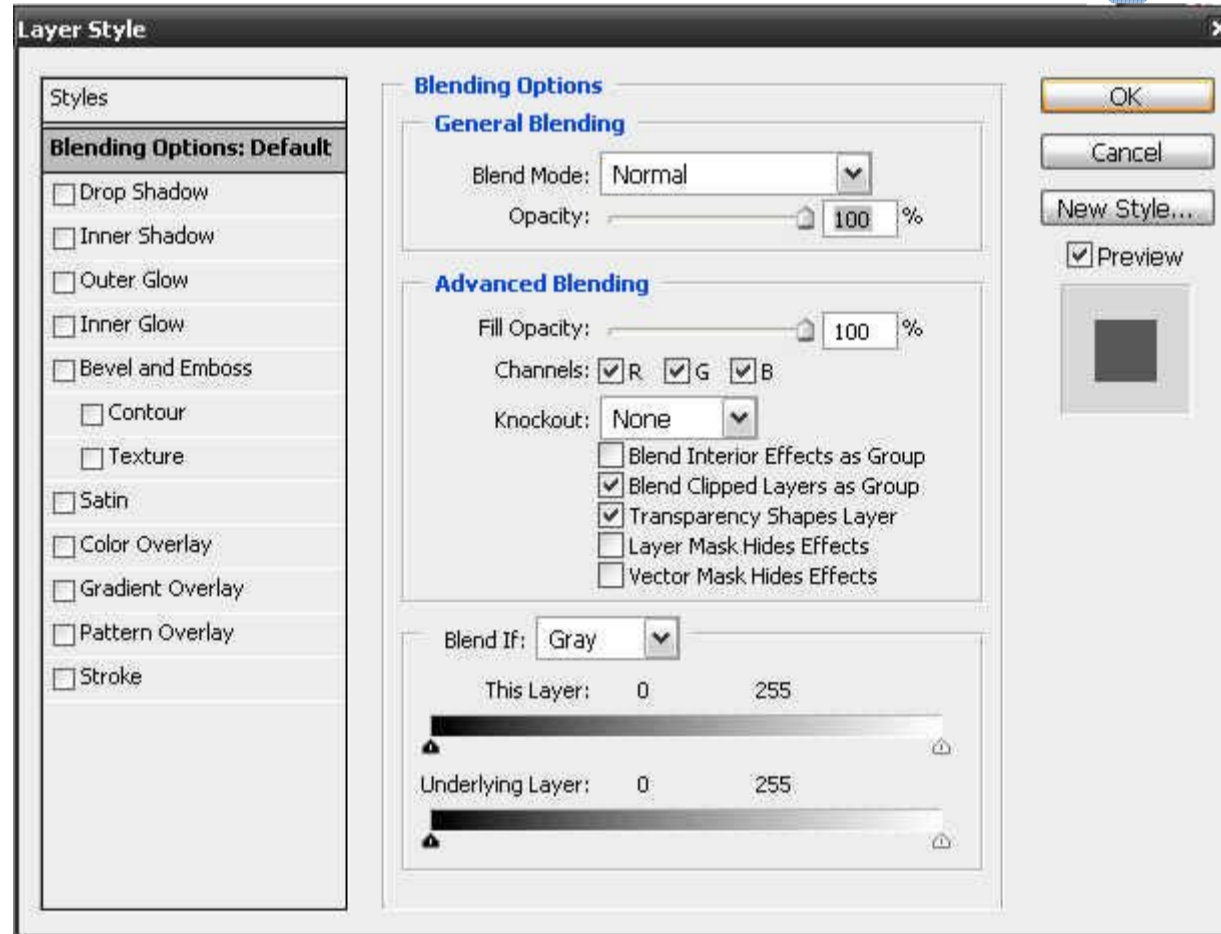 Layer Style
Styles
Blending Options: Default
Drop Shadow
Inner Shadow
Outer Glow
Inner Glow
Bevel and Emboss
Contour
Texture
Satin
Color Overlay
Gradient Overlay
Pattern Overlay
Stroke
Blending Options
General Blending
Blend Mode: Normal
Opacity: 100 %
Advanced Blending
Fill Opacity: 100 %
Channels: R G B
Knockout: None
Blend Interior Effects as Group
Blend Clipped Layers as Group
Transparency Shapes Layer
Layer Mask Hides Effects
Vector Mask Hides Effects
Blend If: Gray
This Layer: 0 255
Underlying Layer: 0 255
OK
Cancel
New Style...
Preview